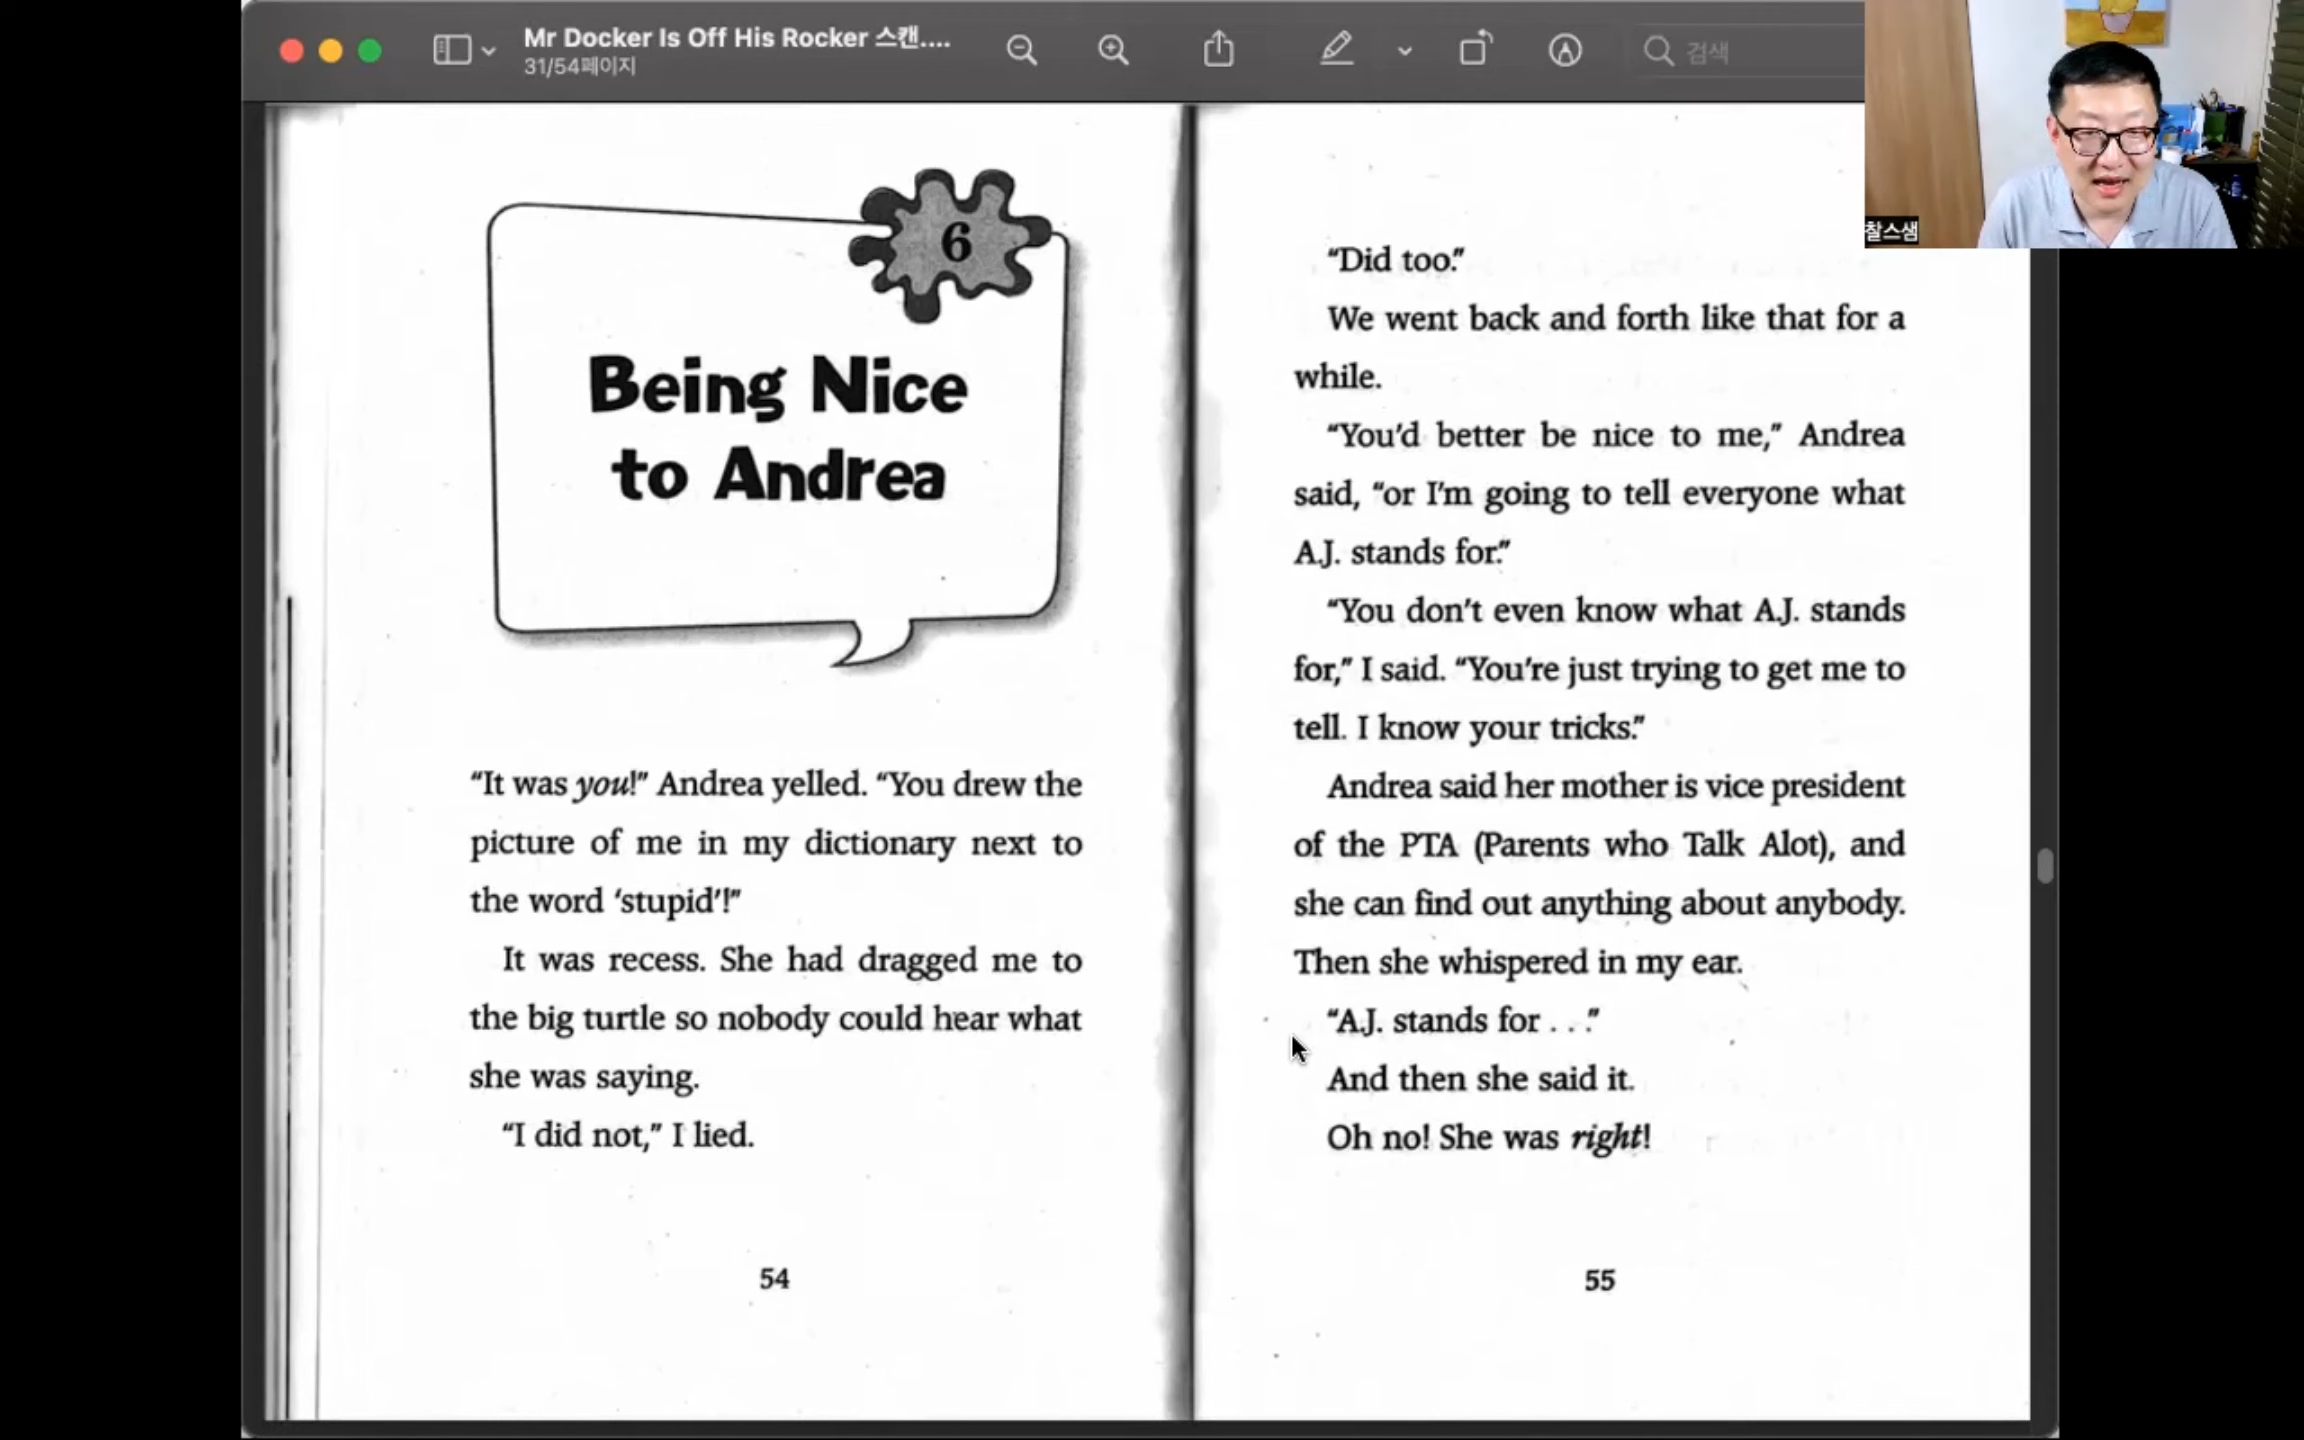 Mr Docker Is Off His Rocker 스캔....
31/54페이지
검색
찰스샘
6
Being Nice
to Andrea
“It was you!” Andrea yelled. “You drew the
picture of me in my dictionary next to
the word ‘stupid’!”
It was recess. She had dragged me to
the big turtle so nobody could hear what
she was saying.
“I did not,” I lied.
54
“Did too.”
We went back and forth like that for a
while.
“You’d better be nice to me,” Andrea
said, “or I’m going to tell everyone what
A.J. stands for.”
“You don’t even know what A.J. stands
for,” I said. “You’re just trying to get me to
tell. I know your tricks.”
Andrea said her mother is vice president
of the PTA (Parents who Talk Alot), and
she can find out anything about anybody.
Then she whispered in my ear.
“A.J. stands for . . .”
And then she said it.
Oh no! She was right!
55